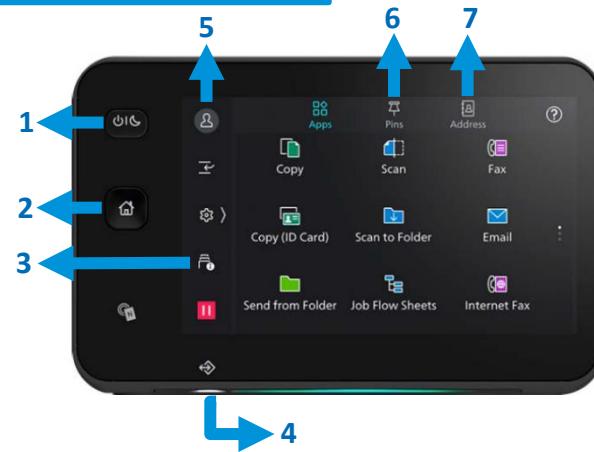 5 6 7
1
Apps Pins Address ?
Copy Scan Fax
2
Copy (ID Card) Scan to Folder Email
3
N
Send from Folder Job Flow Sheets Internet Fax
4